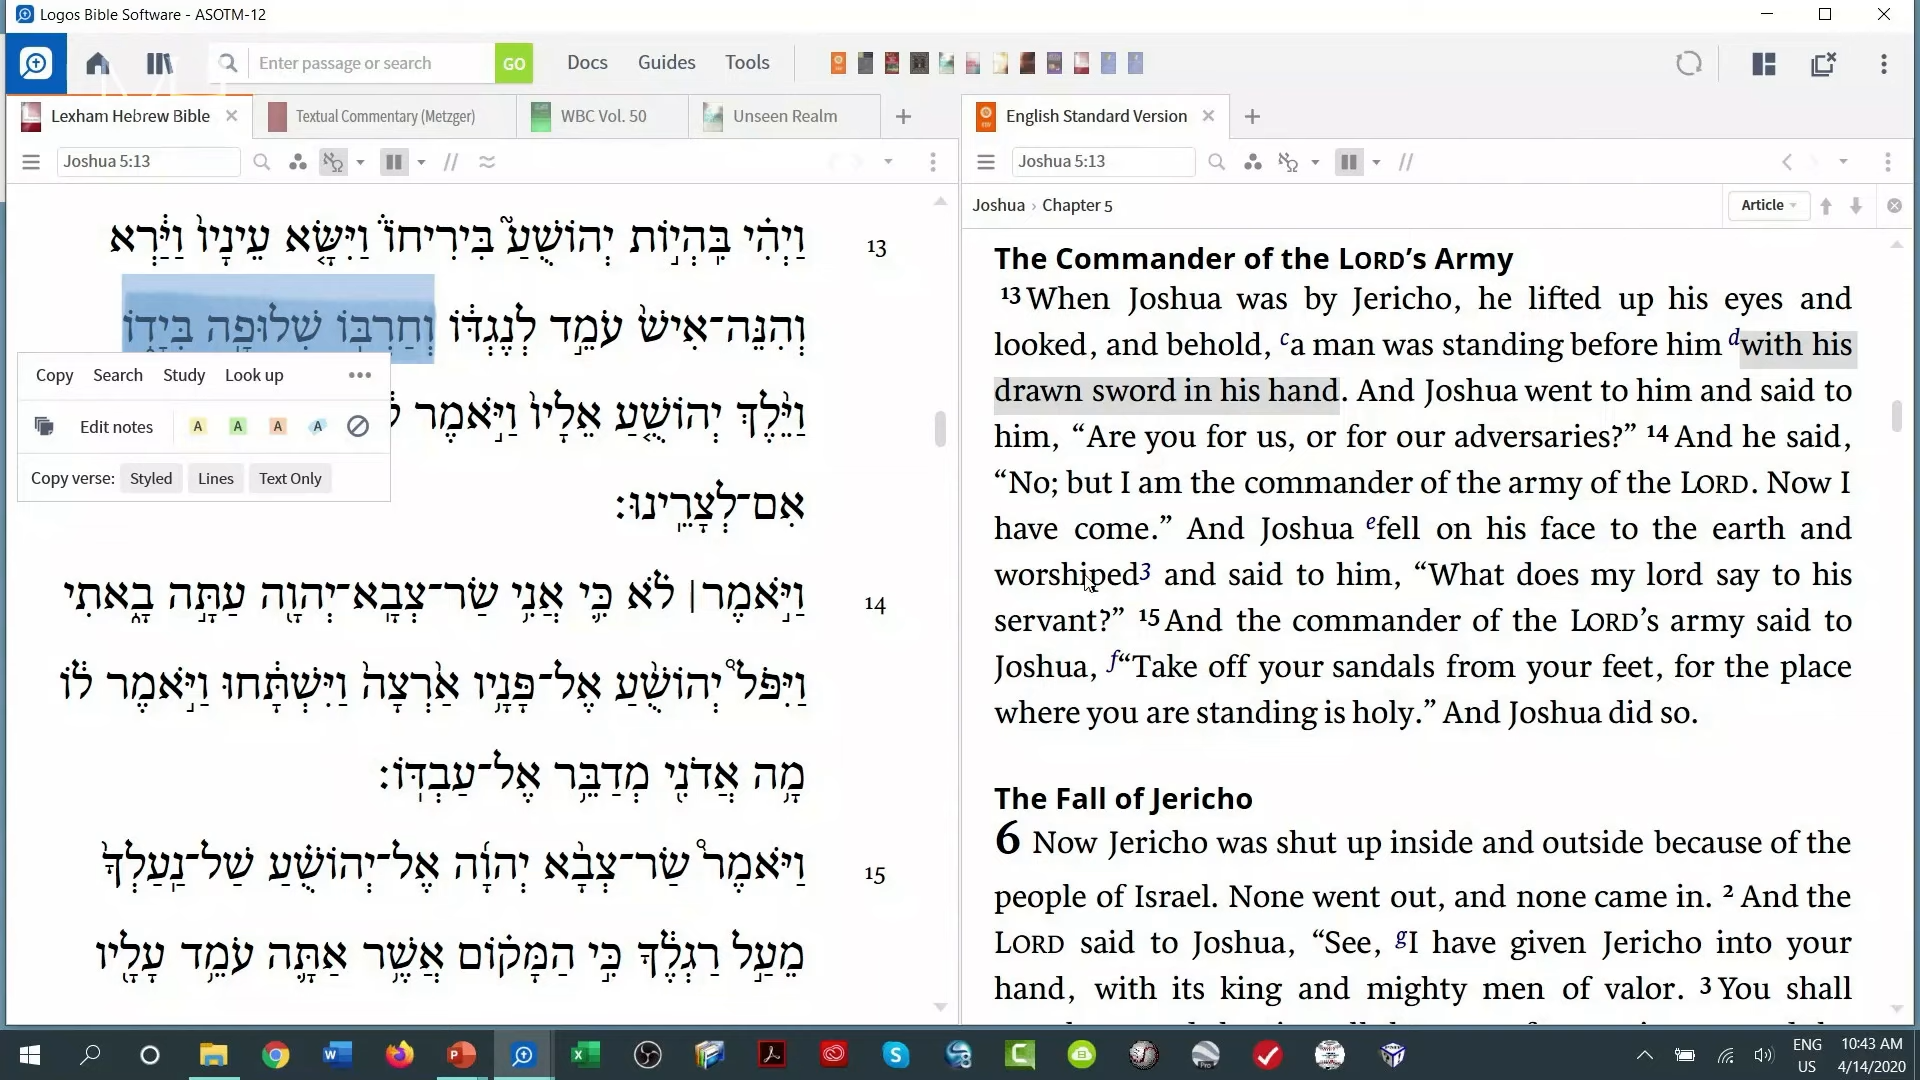 Logos Bible Software - ASOTM-12
Enter passage or search
GO
Docs
Guides
Tools
Lexham Hebrew Bible
Textual Commentary (Metzger)
WBC Vol. 50
Unseen Realm
Joshua 5:13
13
וַיְהִ֗י בִּֽהְי֣וֹת יְהוֹשֻׁעַ֮ בִּירִיחוֹ֒ וַיִּשָּׂ֤א עֵינָיו֙ וַיַּ֔רְא
וְהִנֵּה־אִישׁ֙ עֹמֵ֣ד לְנֶגְדּ֔וֹ וְחַרְבּ֥וֹ שְׁלוּפָ֖ה בְּיָד֑וֹ
וַיֵּ֨לֶךְ יְהוֹשֻׁ֤עַ אֵלָיו֙ וַיֹּ֣אמֶר
אִם־לְצָרֵֽינוּ׃
14
וַיֹּ֣אמֶר׀ לֹ֗א כִּ֛י אֲנִ֥י שַׂר־צְבָֽא־יְהוָ֖ה עַתָּ֣ה בָ֑אתִי
וַיִּפֹּל֩ יְהוֹשֻׁ֨עַ אֶל־פָּנָ֥יו אַ֙רְצָה֙ וַיִּשְׁתָּ֔חוּ וַיֹּ֣אמֶר ל֔וֹ
מָ֥ה אֲדֹנִ֖י מְדַבֵּ֥ר אֶל־עַבְדּֽוֹ׃
15
וַיֹּאמֶר֩ שַׂר־צְבָ֨א יְהוָ֜ה אֶל־יְהוֹשֻׁ֗עַ שַׁל־נַֽעַלְךָ֙
מֵעַ֣ל רַגְלֶ֔ךָ כִּ֣י הַמָּק֗וֹם אֲשֶׁ֥ר אַתָּ֛ה עֹמֵ֥ד עָלָ֖יו
Copy
Search
Study
Look up
Edit notes
A A A A
Copy verse:
Styled
Lines
Text Only
English Standard Version
Joshua 5:13
Joshua › Chapter 5
Article
The Commander of the LORD’s Army
13 When Joshua was by Jericho, he lifted up his eyes and
looked, and behold, c a man was standing before him d with his
drawn sword in his hand. And Joshua went to him and said to
him, “Are you for us, or for our adversaries?” 14 And he said,
“No; but I am the commander of the army of the LORD. Now I
have come.” And Joshua e fell on his face to the earth and
worshiped3 and said to him, “What does my lord say to his
servant?” 15 And the commander of the LORD’s army said to
Joshua, f “Take off your sandals from your feet, for the place
where you are standing is holy.” And Joshua did so.
The Fall of Jericho
6 Now Jericho was shut up inside and outside because of the
people of Israel. None went out, and none came in. 2 And the
LORD said to Joshua, “See, g I have given Jericho into your
hand, with its king and mighty men of valor. 3 You shall
ENG
US
10:43 AM
4/14/2020